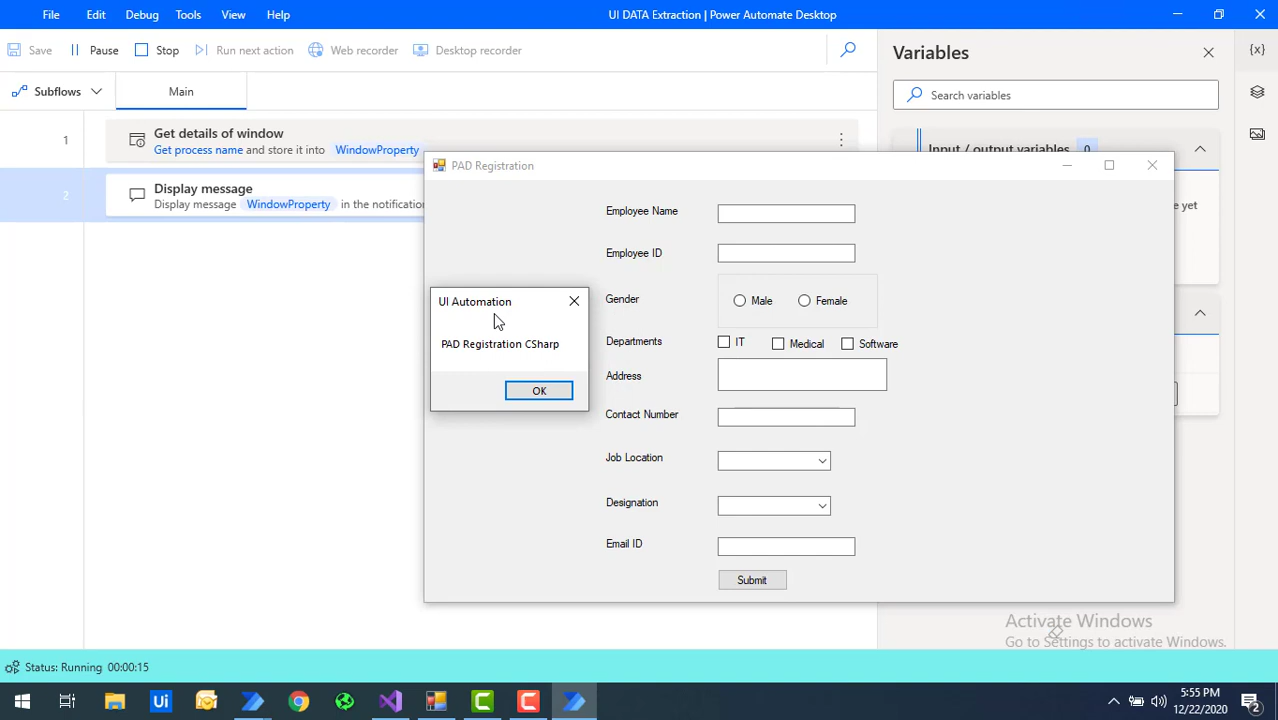 File Edit Debug Tools View Help UI DATA Extraction | Power Automate Desktop
Save Pause Stop Run next action Web recorder Desktop recorder
Variables
{x}
Subflows Main
Search variables
1 Get details of window
Get process name and store it into WindowProperty
Input / output variables 0
2 Display message
Display message WindowProperty in the notification
yet
PAD Registration
Employee Name
Employee ID
Gender Male Female
Departments IT Medical Software
Address
Contact Number
Job Location
Designation
Email ID
Submit
UI Automation
PAD Registration CSharp
OK
Activate Windows
Go to Settings to activate Windows.
Status: Running 00:00:15
Ui
C C
5:55 PM
12/22/2020
2